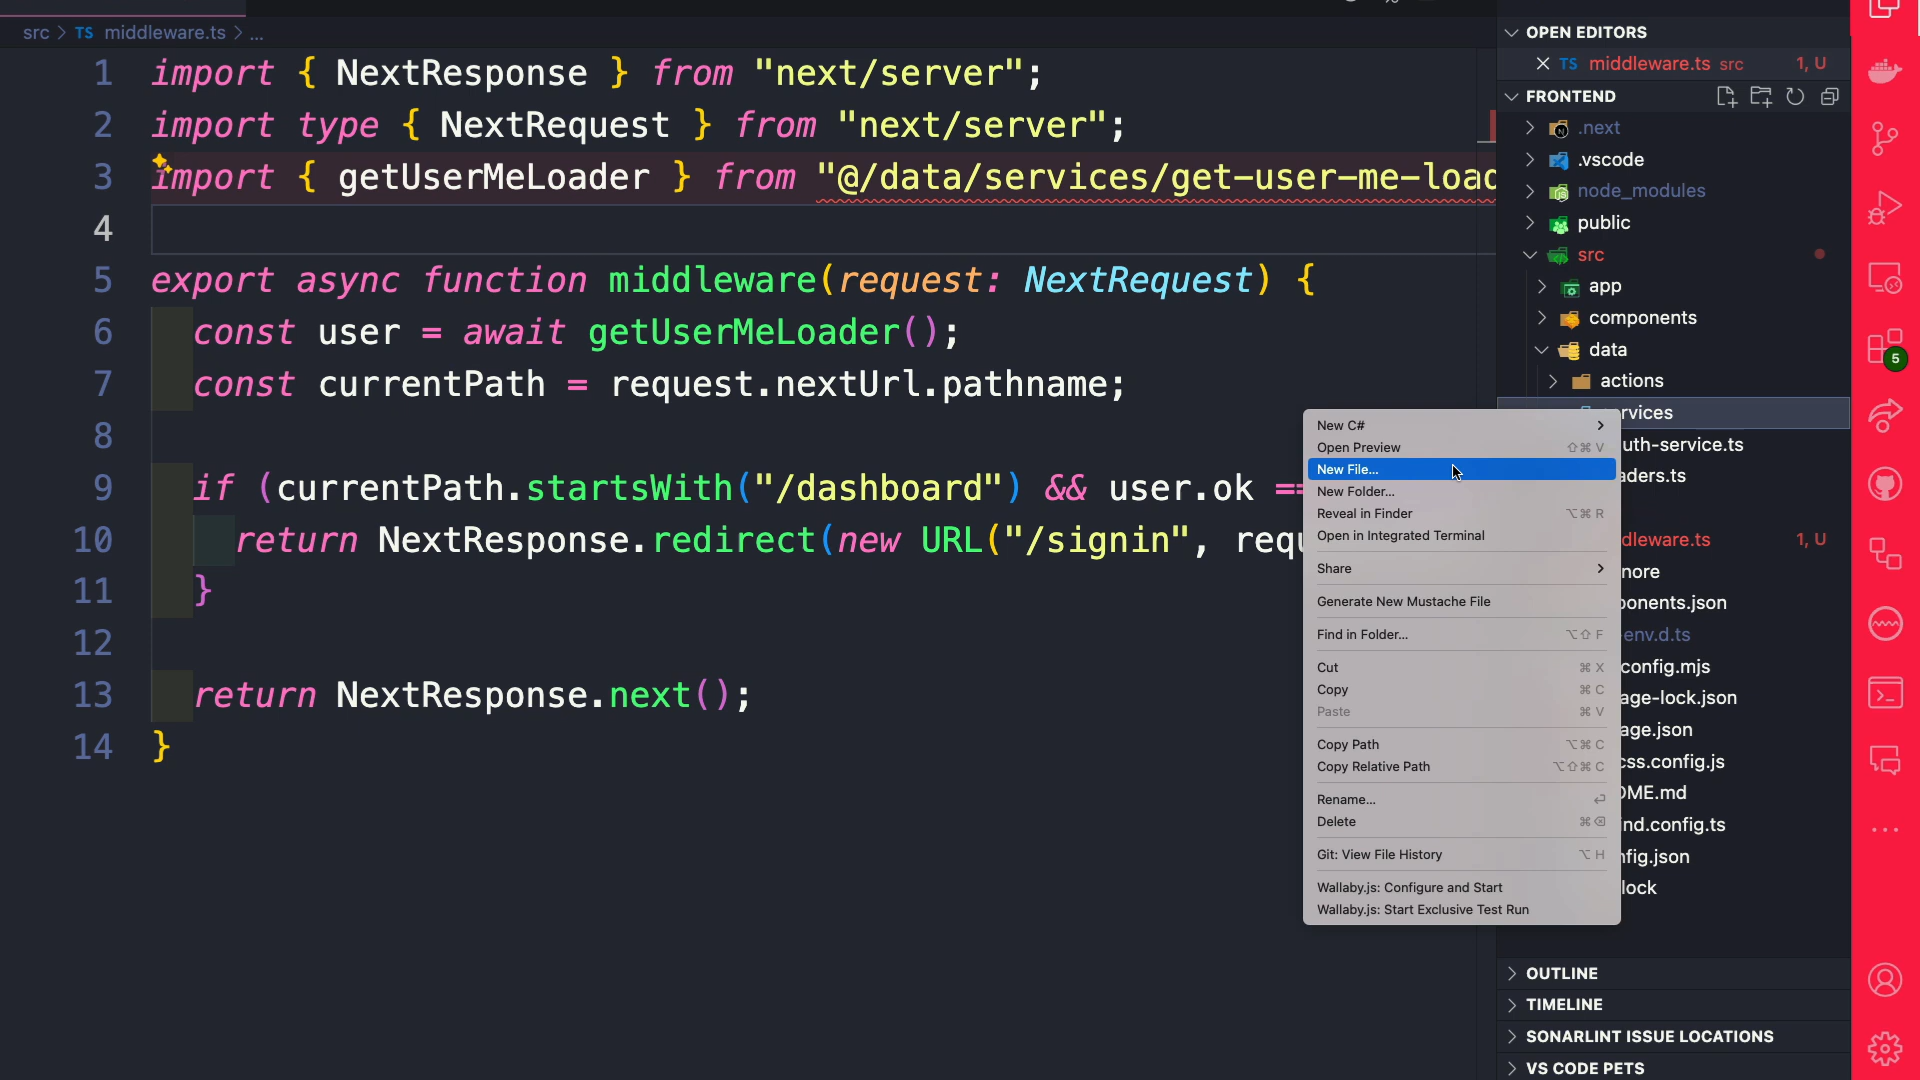 src > TS middleware.ts > ...
1 import { NextResponse } from "next/server";
2 import type { NextRequest } from "next/server";
3 import { getUserMeLoader } from "@/data/services/get-user-me-load
4
5 export async function middleware(request: NextRequest) {
6 const user = await getUserMeLoader();
7 const currentPath = request.nextUrl.pathname;
8
9 if (currentPath.startsWith("/dashboard") && user.ok ==
10 return NextResponse.redirect(new URL("/signin", requ
11 }
12
13 return NextResponse.next();
14 }
New C#
Open Preview ⇧⌘ V
New File...
New Folder...
Reveal in Finder ⌥⌘ R
Open in Integrated Terminal
Share
Generate New Mustache File
Find in Folder... ⌥⇧ F
Cut ⌘ X
Copy ⌘ C
Paste ⌘ V
Copy Path ⌥⌘ C
Copy Relative Path ⌥⇧⌘ C
Rename... ⏎
Delete ⌘⌫
Git: View File History ⌥ H
Wallaby.js: Configure and Start
Wallaby.js: Start Exclusive Test Run
OPEN EDITORS
TS middleware.ts src 1, U
FRONTEND
.next
.vscode
node_modules
public
src
app
components
data
actions
rvices
uth-service.ts
aders.ts
dleware.ts 1, U
nore
onents.json
-env.d.ts
config.mjs
age-lock.json
age.json
css.config.js
OME.md
ind.config.ts
nfig.json
lock
OUTLINE
TIMELINE
SONARLINT ISSUE LOCATIONS
VS CODE PETS
5